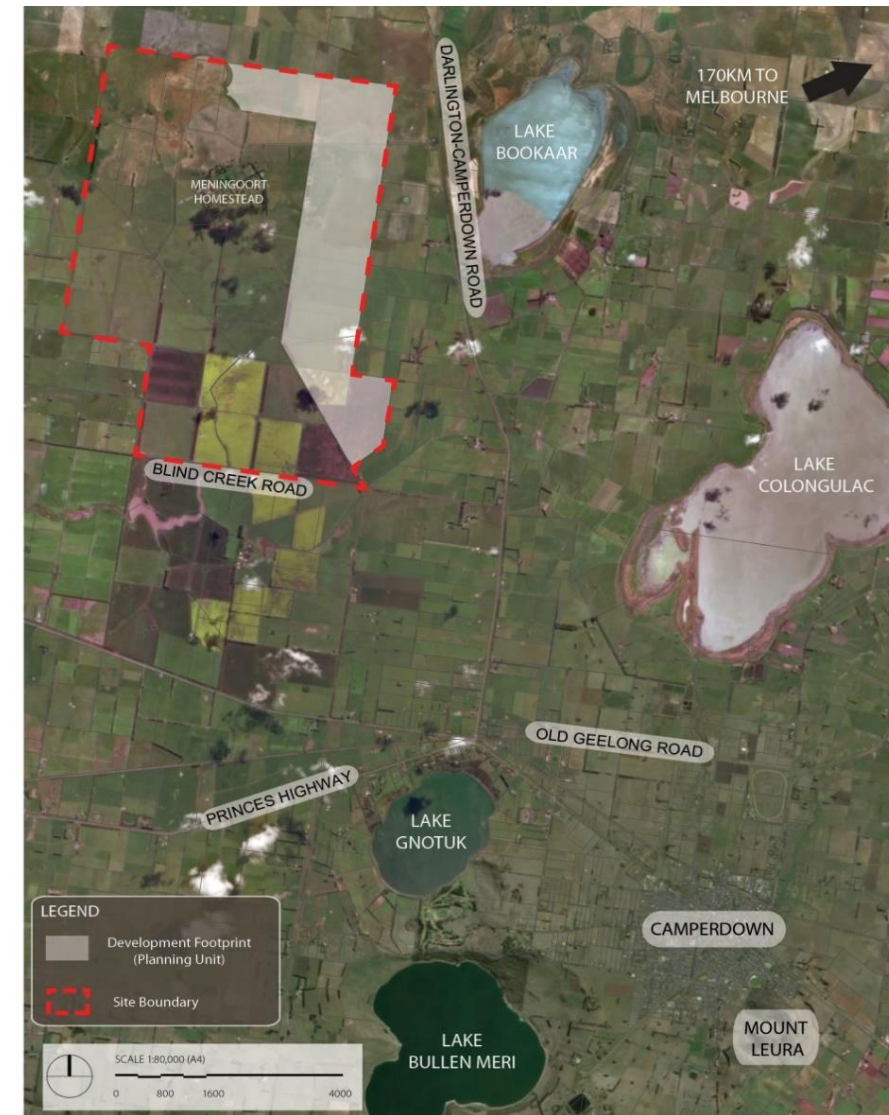 DARLINGTON-CAMPERDOWN ROAD
170KM TO
MELBOURNE
LAKE
BOOKAAR
MENINGOORT
HOMESTEAD
LAKE
COLONGULAC
BLIND CREEK ROAD
OLD GEELONG ROAD
PRINCES HIGHWAY
LAKE
GNOTUK
LEGEND
Development Footprint
(Planning Unit)
Site Boundary
CAMPERDOWN
MOUNT
LEURA
LAKE
BULLEN MERI
SCALE 1:80,000 (A4)
0 800 1600 4000